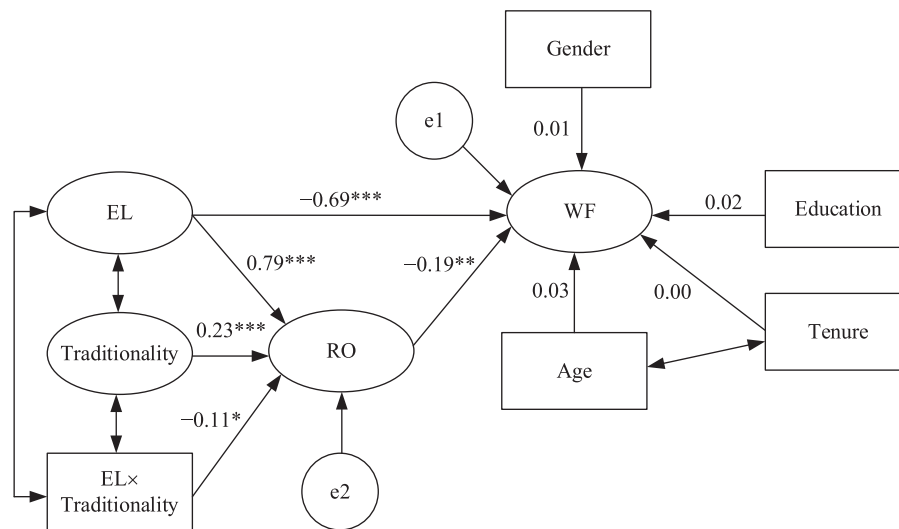 Gender
e1
0.01
EL
−0.69***
WF
0.02
Education
0.79***
−0.19**
0.03
0.00
Traditionality
0.23***
RO
Age
Tenure
−0.11*
EL×
Traditionality
e2